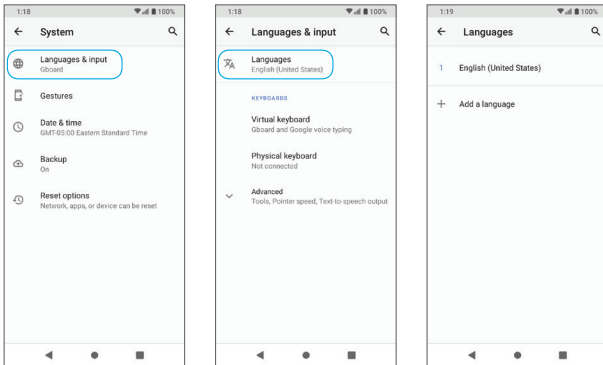 1:18
100%
System
Languages & input
Gboard
Gestures
Date & time
GMT-05:00 Eastern Standard Time
Backup
On
Reset options
Network, apps, or device can be reset
1:18
100%
Languages & input
Languages
English (United States)
KEYBOARDS
Virtual keyboard
Gboard and Google voice typing
Physical keyboard
Not connected
Advanced
Tools, Pointer speed, Text-to-speech output
1:19
100%
Languages
1 English (United States)
Add a language